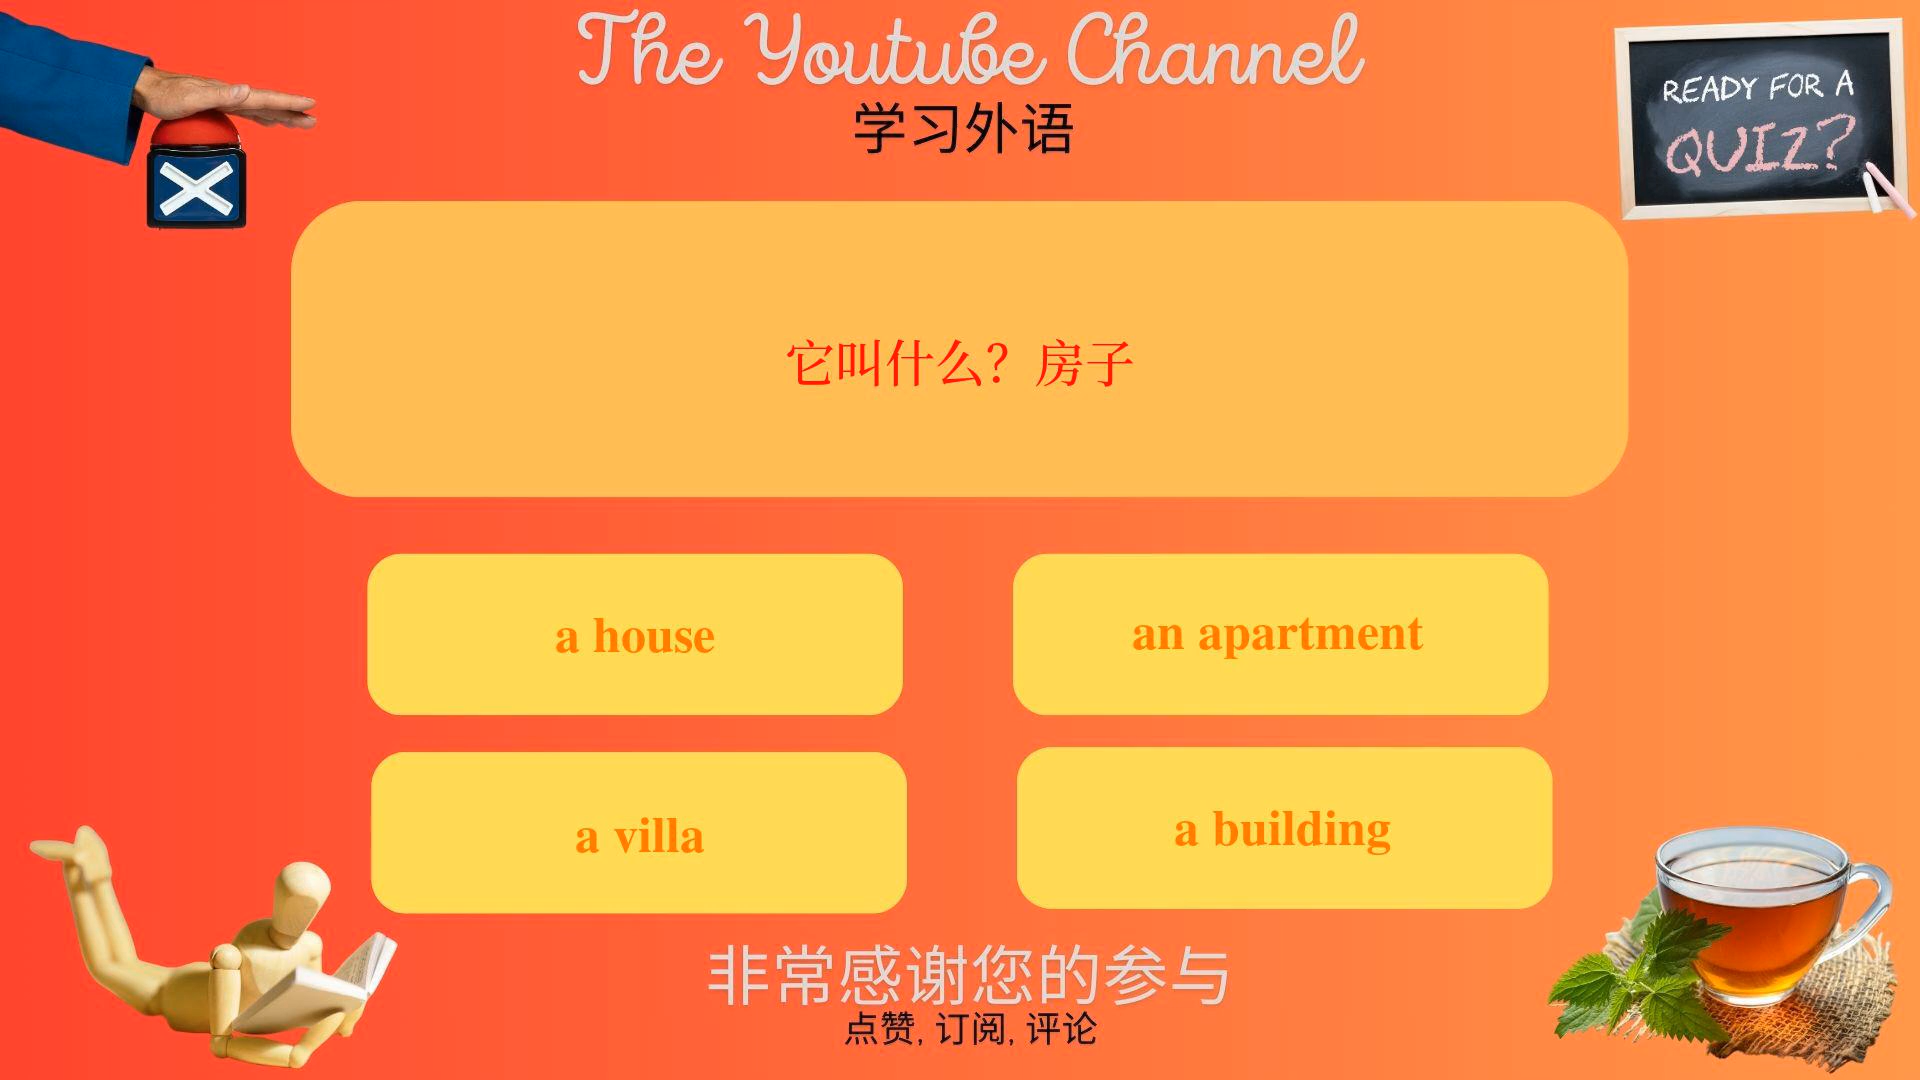 The Youtube Channel
学习外语
READY FOR A
QUIZ?
它叫什么？房子
a house
an apartment
a villa
a building
非常感谢您的参与
点赞, 订阅, 评论